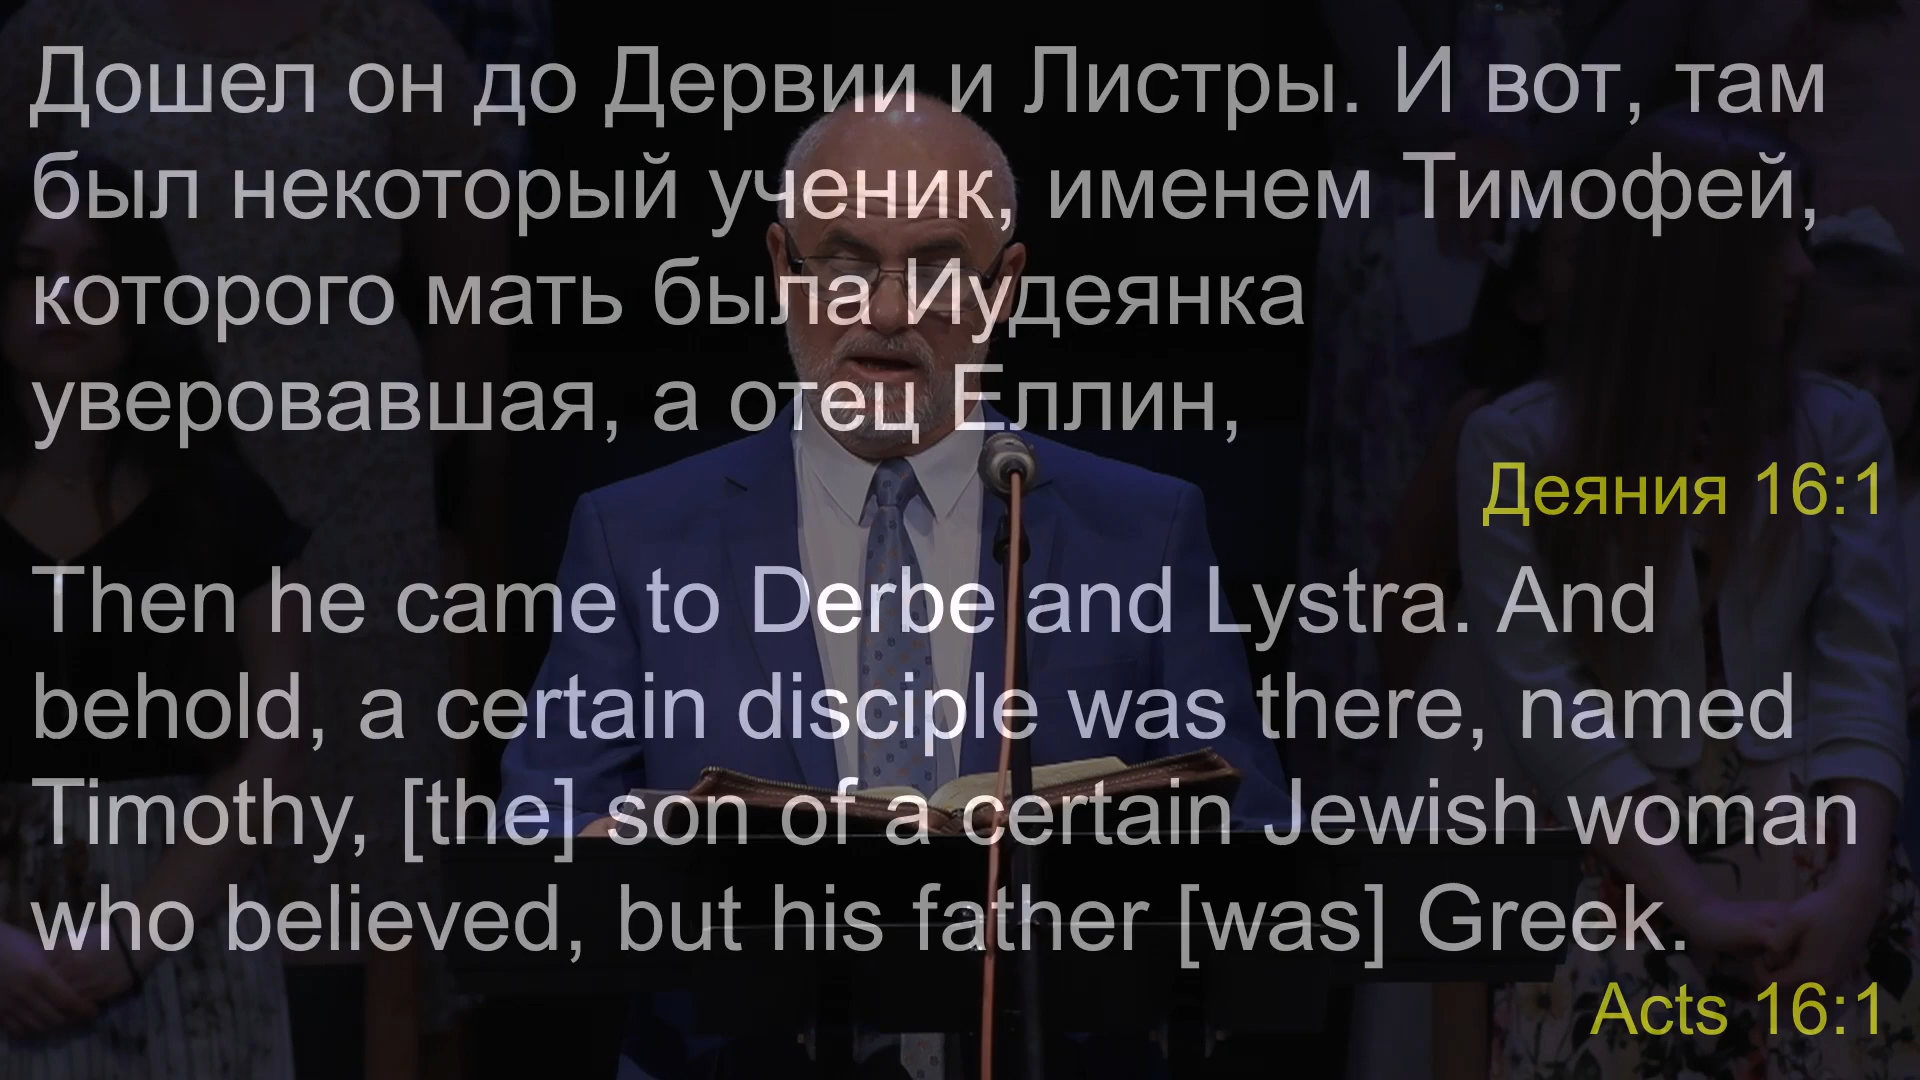 Дошел он до Дервии и Листры. И вот, там
был некоторый ученик, именем Тимофей,
которого мать была Иудеянка
уверовавшая, а отец Еллин,
Деяния 16:1
Then he came to Derbe and Lystra. And
behold, a certain disciple was there, named
Timothy, [the] son of a certain Jewish woman
who believed, but his father [was] Greek.
Acts 16:1